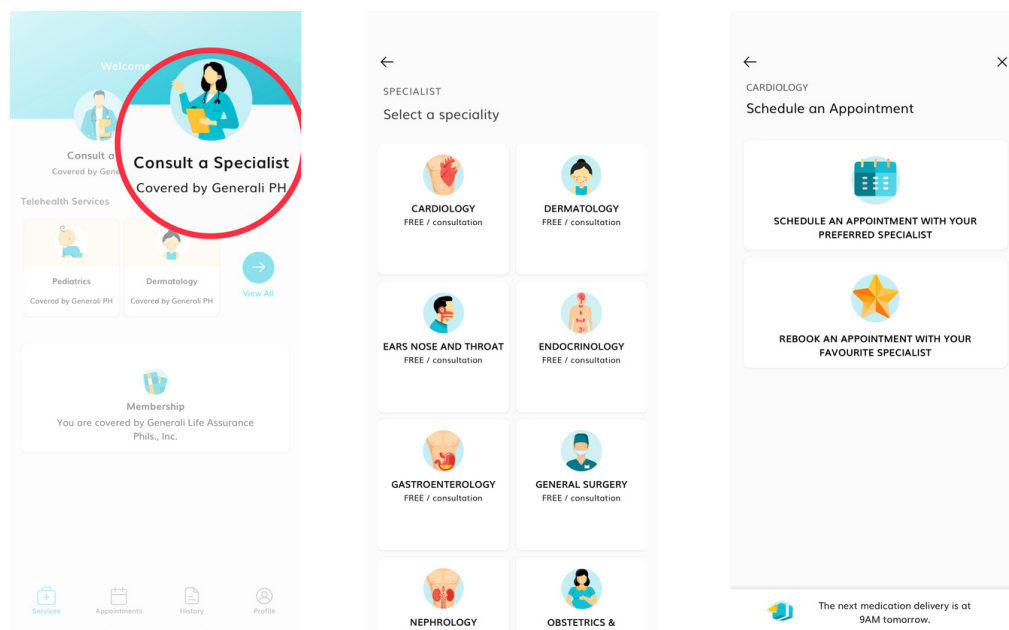 Welcome
Consult a Specialist
Covered by Generali PH
Consult a
Covered by Gene
Telehealth Services
Pediatrics
Covered by Generali PH
Dermatology
Covered by Generali PH
View All
Membership
You are covered by Generali Life Assurance
Phils., Inc.
Services
Appointments
History
Profile
SPECIALIST
Select a speciality
CARDIOLOGY
FREE / consultation
DERMATOLOGY
FREE / consultation
EARS NOSE AND THROAT
FREE / consultation
ENDOCRINOLOGY
FREE / consultation
GASTROENTEROLOGY
FREE / consultation
GENERAL SURGERY
FREE / consultation
NEPHROLOGY
OBSTETRICS &
CARDIOLOGY
Schedule an Appointment
SCHEDULE AN APPOINTMENT WITH YOUR
PREFERRED SPECIALIST
REBOOK AN APPOINTMENT WITH YOUR
FAVOURITE SPECIALIST
The next medication delivery is at
9AM tomorrow.